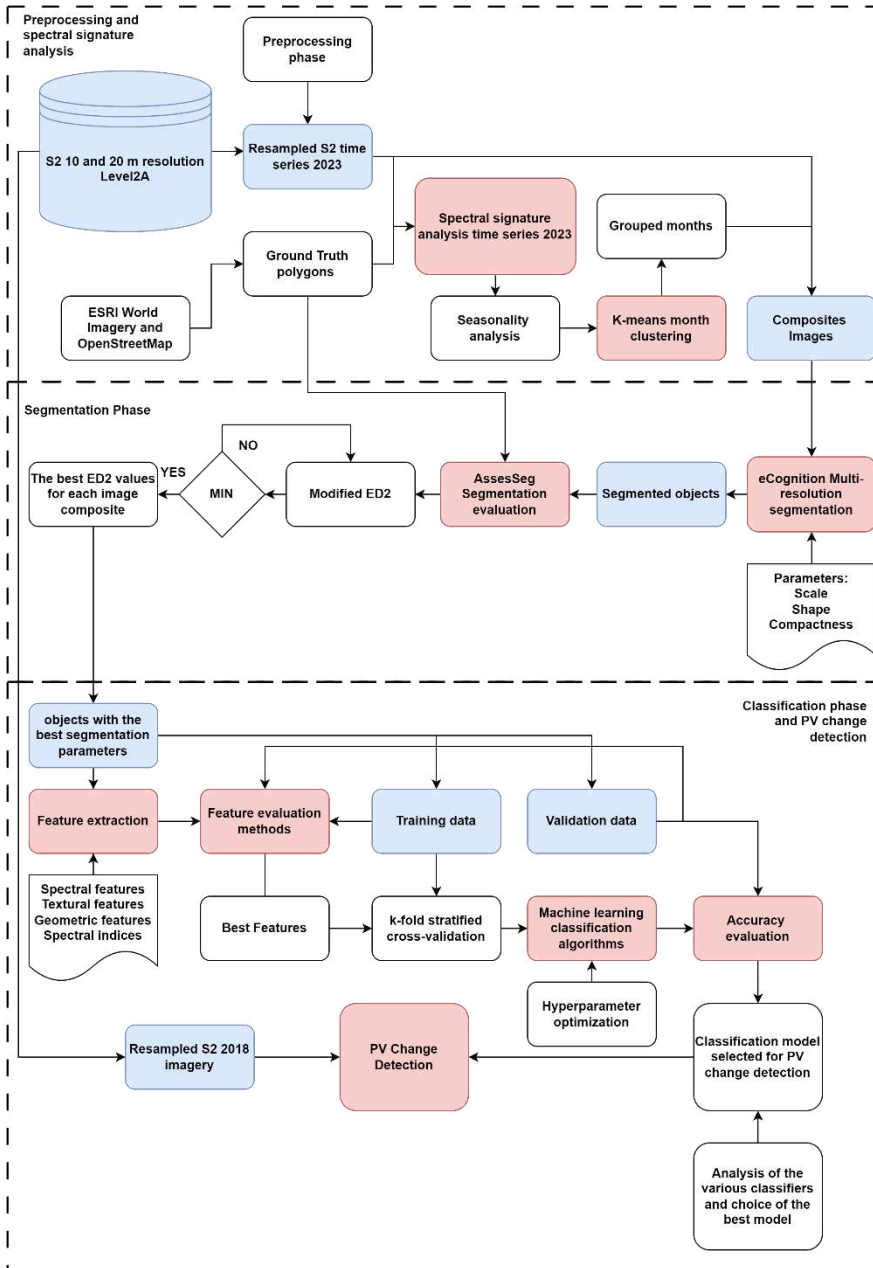 Preprocessing and
spectral signature
analysis
Preprocessing
phase
S2 10 and 20 m resolution
Level2A
Resampled S2 time
series 2023
Spectral signature
analysis time series 2023
Grouped months
Ground Truth
polygons
ESRI World
Imagery and
OpenStreetMap
Seasonality
analysis
K-means month
clustering
Composites
Images
Segmentation Phase
NO
YES
The best ED2 values
for each image
composite
MIN
Modified ED2
AssesSeg
Segmentation
evaluation
Segmented objects
eCognition Multi-
resolution
segmentation
Parameters:
Scale
Shape
Compactness
Classification phase
and PV change
detection
objects with the
best segmentation
parameters
Feature extraction
Feature evaluation
methods
Training data
Validation data
Spectral features
Textural features
Geometric features
Spectral indices
Best Features
k-fold stratified
cross-validation
Machine learning
classification
algorithms
Accuracy
evaluation
Hyperparameter
optimization
Resampled S2 2018
imagery
PV Change
Detection
Classification model
selected for PV
change detection
Analysis of the
various classifiers
and choice of the
best model